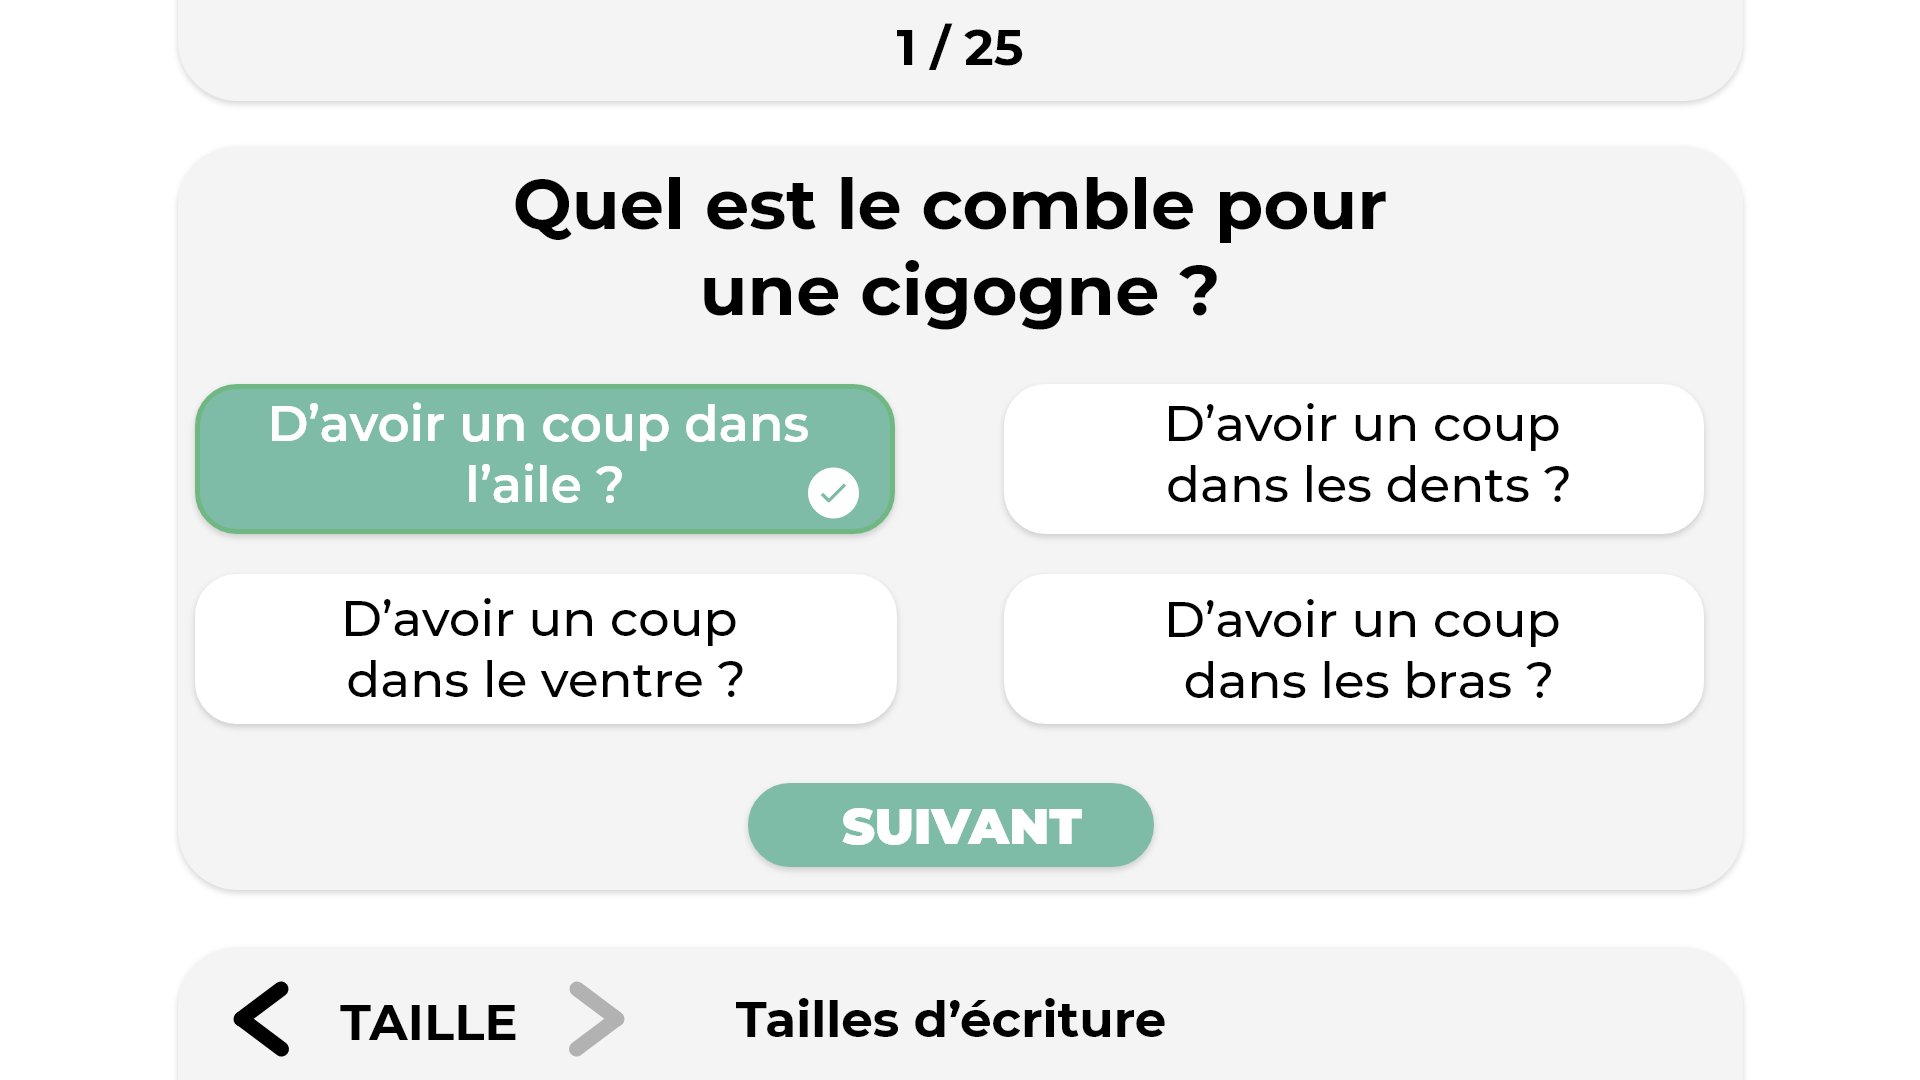 1 / 25
Quel est le comble pour
une cigogne ?
D’avoir un coup dans
l’aile ?
D’avoir un coup
dans les dents ?
D’avoir un coup
dans le ventre ?
D’avoir un coup
dans les bras ?
SUIVANT
TAILLE
Tailles d’écriture